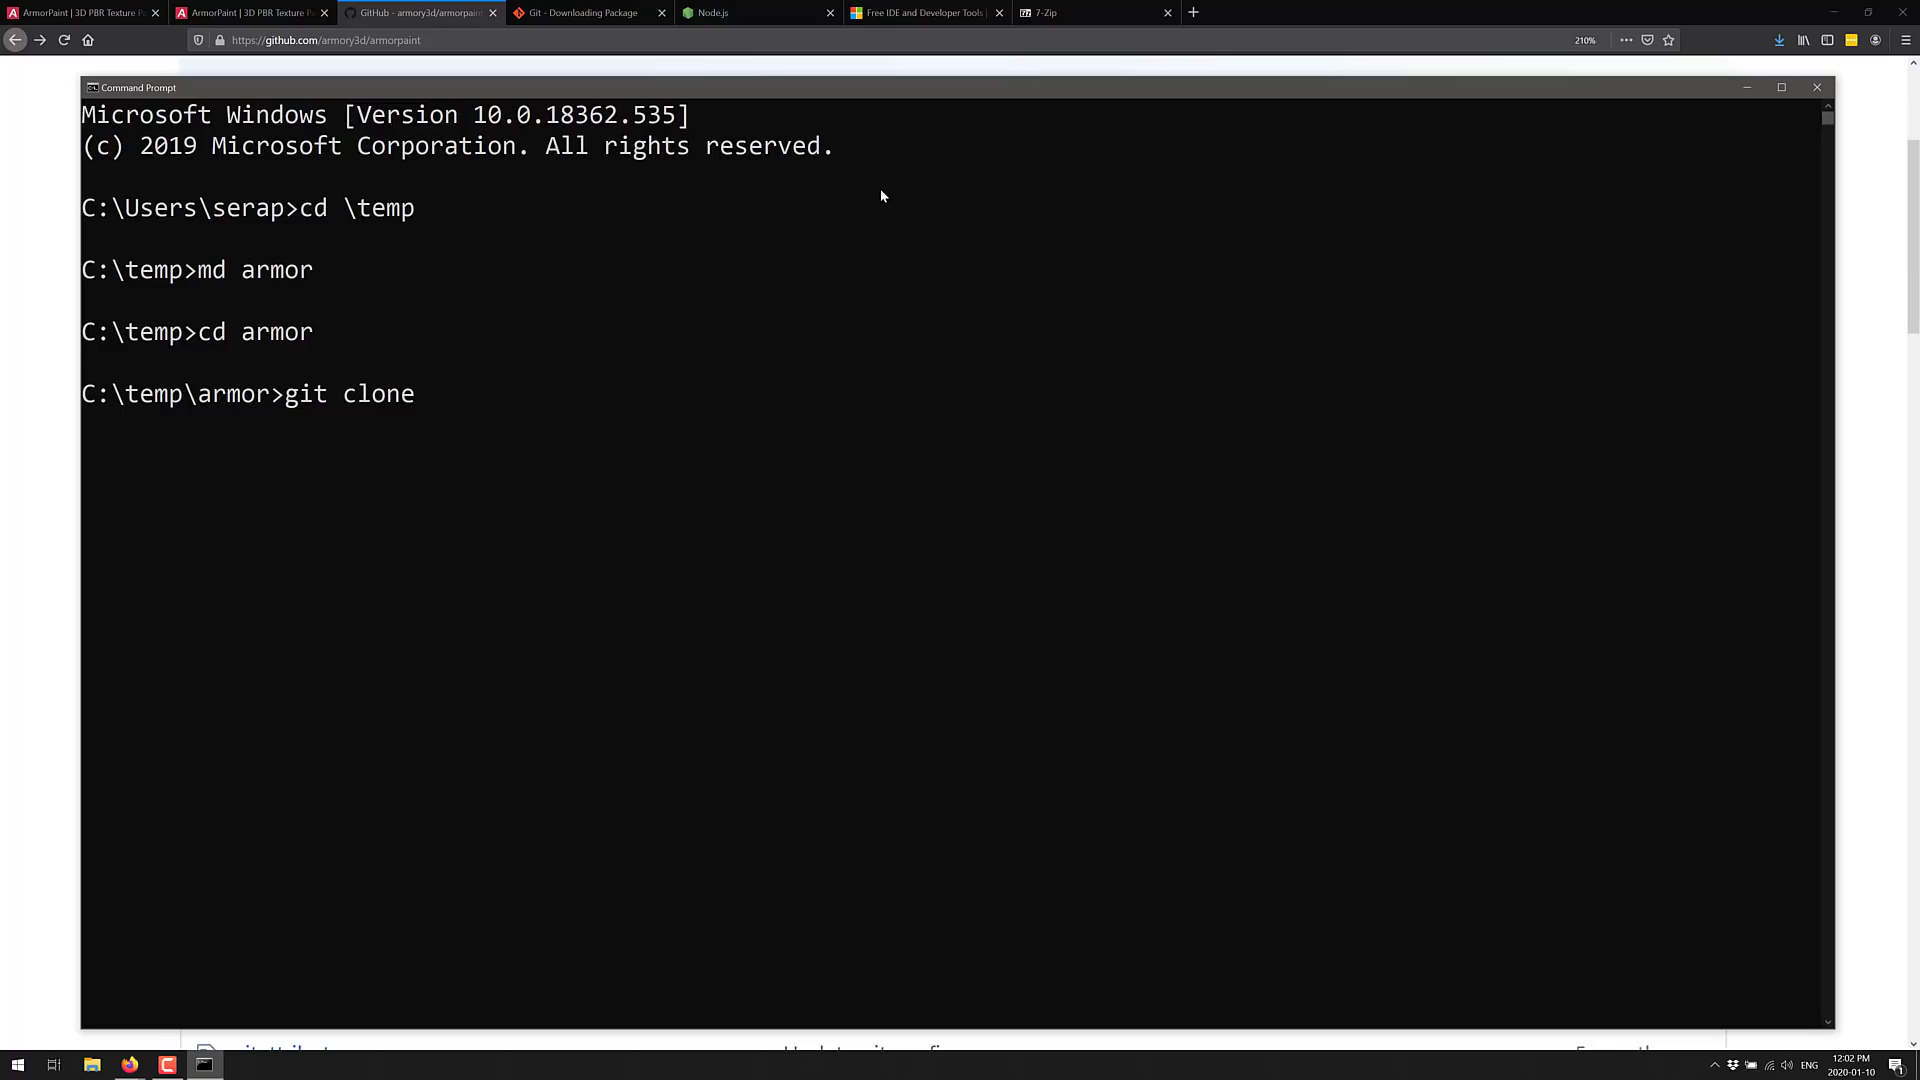 ArmorPaint | 3D PBR Texture Pa
ArmorPaint | 3D PBR Texture Pa
GitHub - armory3d/armorpaint
Git - Downloading Package
Node.js
Free IDE and Developer Tools |
7-Zip
https://github.com/armory3d/armorpaint
210%
Command Prompt
Microsoft Windows [Version 10.0.18362.535]
(c) 2019 Microsoft Corporation. All rights reserved.
C:\Users\serap>cd \temp
C:\temp>md armor
C:\temp>cd armor
C:\temp\armor>git clone
ENG
12:02 PM
2020-01-10